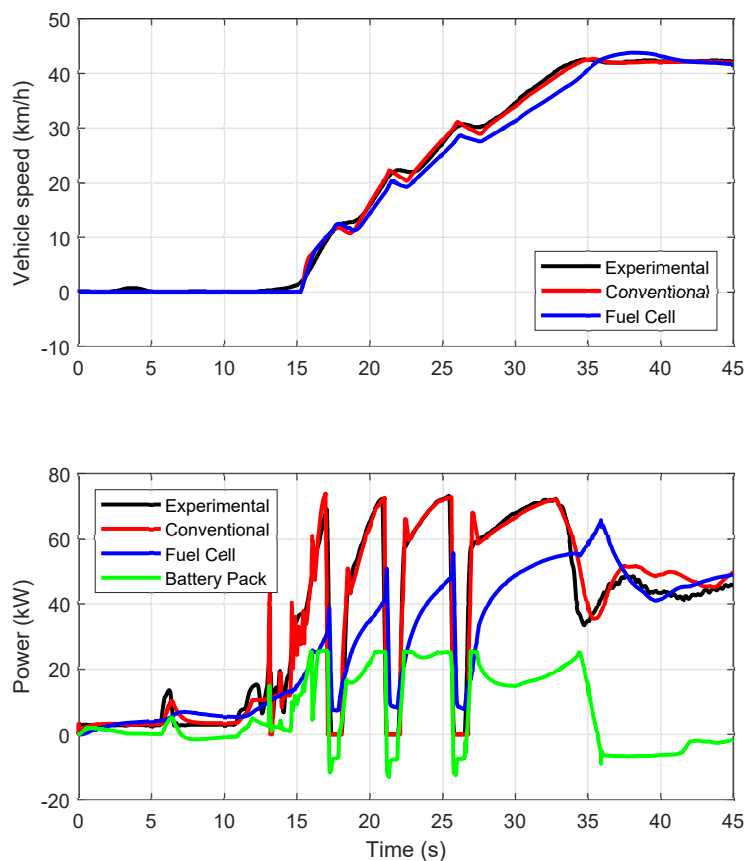 50
40
30
20
10
0
-10
Vehicle speed (km/h)
Experimental
Conventional
Fuel Cell
0 5 10 15 20 25 30 35 40 45
80
60
40
20
0
-20
Power (kW)
Experimental
Conventional
Fuel Cell
Battery Pack
0 5 10 15 20 25 30 35 40 45
Time (s)